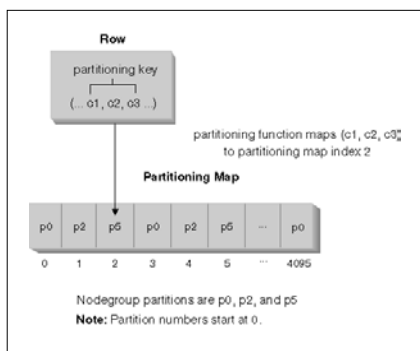 Row
partitioning key
(... c1, c2, c3 ...)
partitioning function maps (c1, c2, c3)
to partitioning map index 2
Partitioning Map
p0 p2 p5 p0 p2 p5 ... p0
0 1 2 3 4 5 ... 4095
Nodegroup partitions are p0, p2, and p5
Note: Partition numbers start at 0.